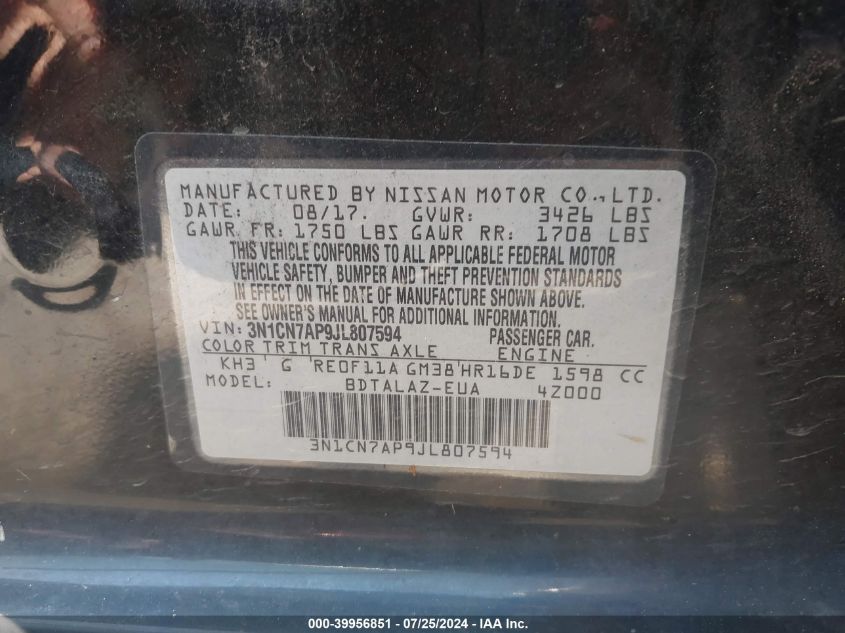 MANUFACTURED BY NISSAN MOTOR CO., LTD.
DATE: 08/17. GVWR: 3426 LBS
GAWR FR: 1750 LBS GAWR RR: 1708 LBS
THIS VEHICLE CONFORMS TO ALL APPLICABLE FEDERAL MOTOR
VEHICLE SAFETY, BUMPER AND THEFT PREVENTION STANDARDS
IN EFFECT ON THE DATE OF MANUFACTURE SHOWN ABOVE.
SEE OWNER'S MANUAL FOR ADDITIONAL INFORMATION.
VIN: 3N1CN7AP9JL807594 PASSENGER CAR.
COLOR TRIM TRANS AXLE ENGINE
KH3 ' G ' RE0F11A GM38 ' HR16DE 1598 CC
MODEL: BDTALAZ-EUA 4Z000
3N1CN7AP9JL807594
000-39956851 / 07/25/2024 - IAA Inc.